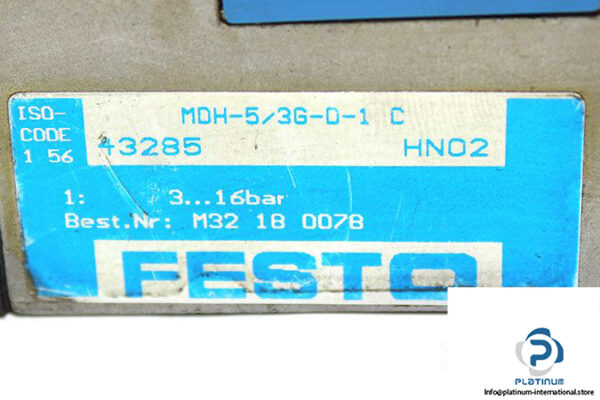 ISO-
CODE
1 56
MDH-5/3G-D-1 C
43285 HN02
1: 3...16bar
Best.Nr: M32 18 0078
FESTO
PLATINUM
Info@platinum-international.store